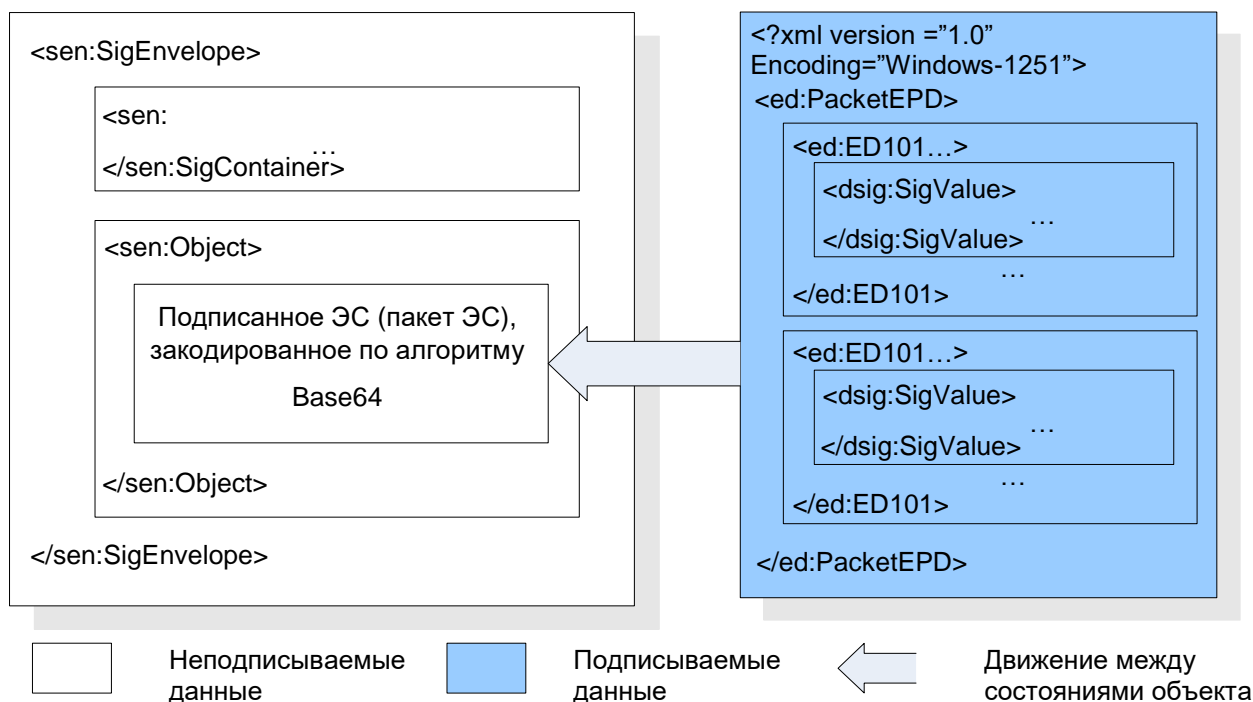 <sen:SigEnvelope>
<sen:
…
</sen:SigContainer>
<sen:Object>
Подписанное ЭС (пакет ЭС),
закодированное по алгоритму
Base64
</sen:Object>
</sen:SigEnvelope>
<?xml version =”1.0”
Encoding=”Windows-1251”>
<ed:PacketEPD>
<ed:ED101…>
<dsig:SigValue>
…
</dsig:SigValue>
…
</ed:ED101>
<ed:ED101…>
<dsig:SigValue>
…
</dsig:SigValue>
…
</ed:ED101>
</ed:PacketEPD>
Неподписываемые
данные
Подписываемые
данные
Движение между
состояниями объекта